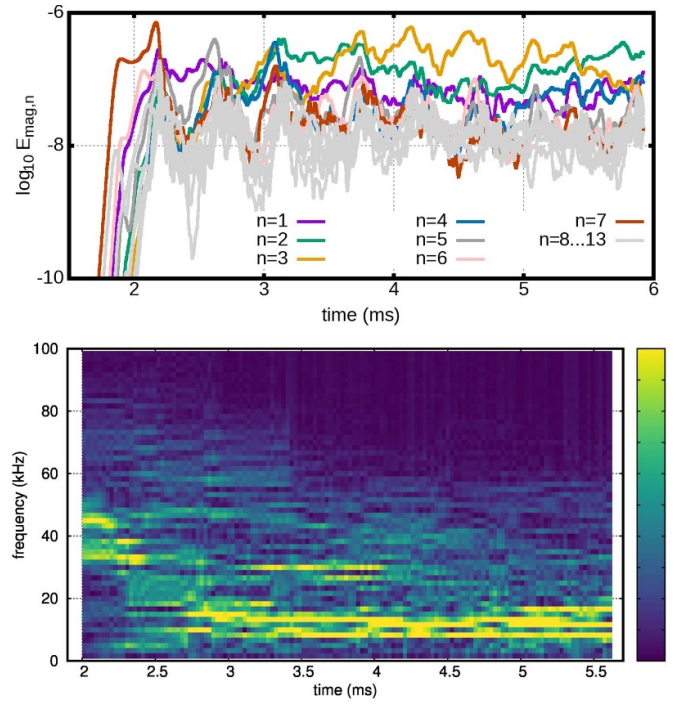 -6
-8
-10
log10 Emag,n
n=1 n=4 n=7
n=2 n=5 n=8...13
n=3 n=6
2 3 4 5 6
time (ms)
100
80
60
40
20
0
frequency (kHz)
2 2.5 3 3.5 4 4.5 5 5.5
time (ms)